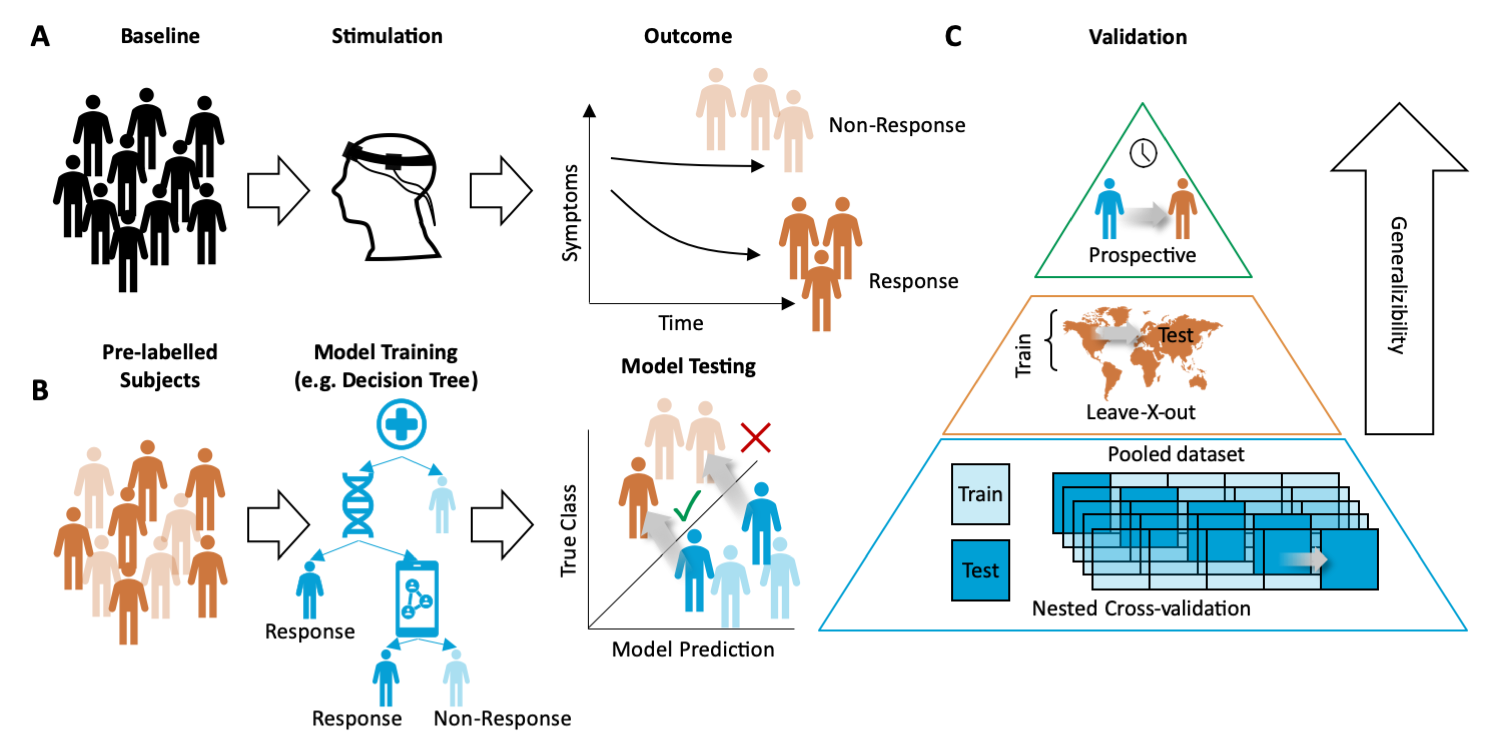 A
Baseline
Stimulation
Outcome
Symptoms
Non-Response
Response
Time
B
Pre-labelled
Subjects
Model Training
(e.g. Decision Tree)
Response
Response
Non-Response
Model Testing
True Class
Model Prediction
C
Validation
Prospective
Train
Test
Leave-X-out
Pooled dataset
Train
Test
Nested Cross-validation
Generalizibility